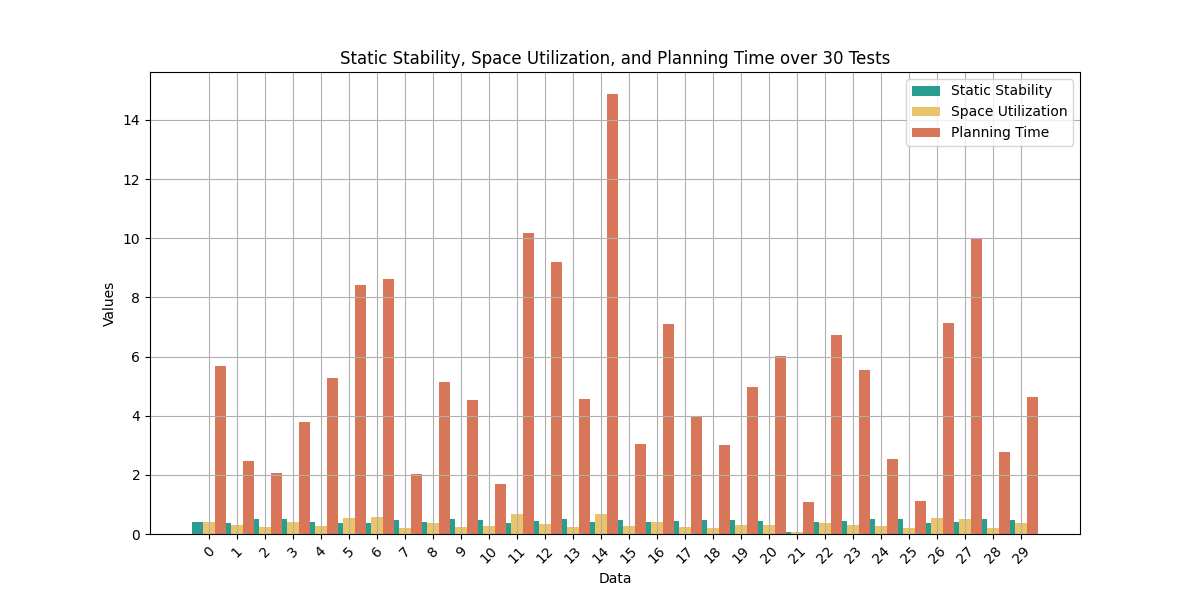 Static Stability, Space Utilization, and Planning Time over 30 Tests
Static Stability
Space Utilization
Planning Time
14
12
10
8
6
4
2
0
Values
0 1 2 3 4 5 6 7 8 9 10 11 12 13 14 15 16 17 18 19 20 21 22 23 24 25 26 27 28 29
Data